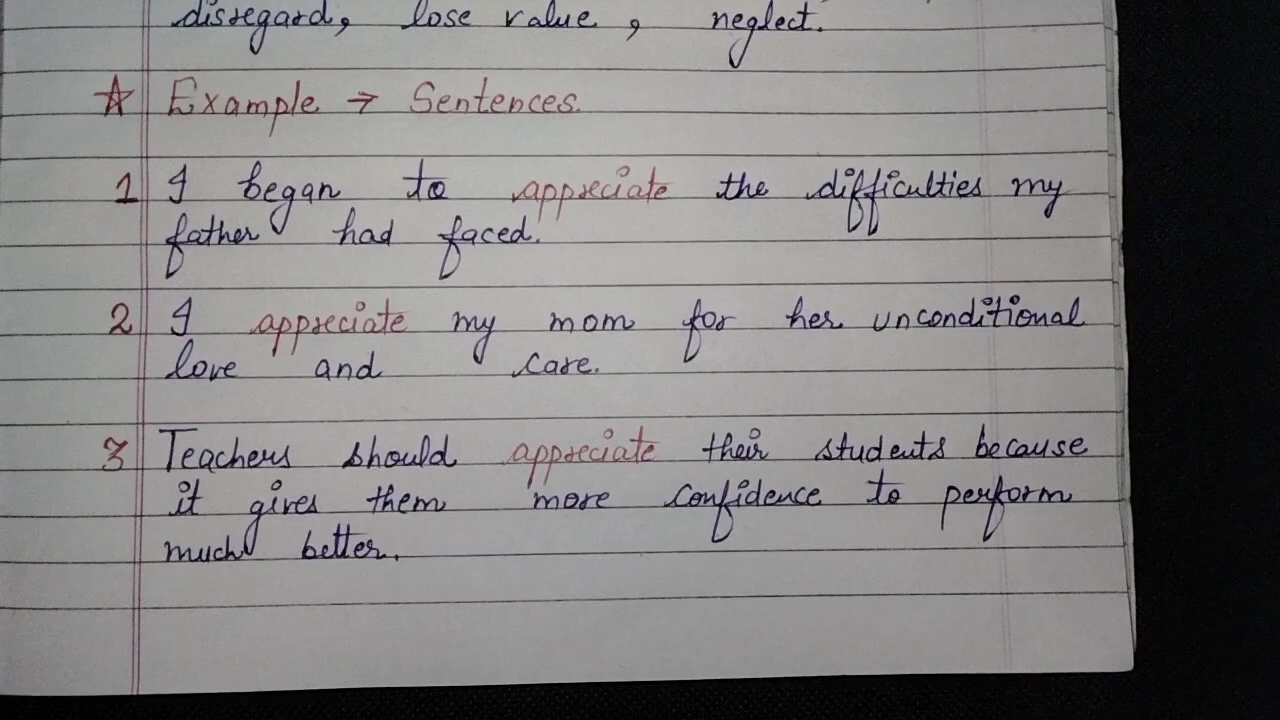 disregard, lose value, neglect.
☆ Example → Sentences.
1 I began to appreciate the difficulties my
father had faced.
2 I appreciate my mom for her unconditional
love and care.
3 Teachers should appreciate their students because
it gives them more confidence to perform
much better.